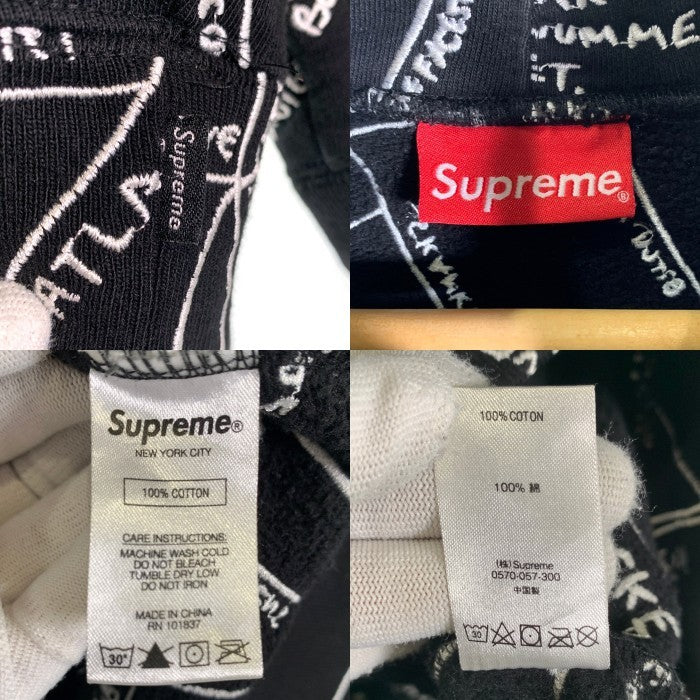 ATLA
Supreme
SUMME
T.
Supreme®
Supreme®
NEW YORK CITY
100% COTTON
CARE INSTRUCTIONS:
MACHINE WASH COLD
DO NOT BLEACH
TUMBLE DRY LOW
DO NOT IRON
MADE IN CHINA
RN 101837
30°
100% COTTON
100% 綿
(株) Supreme
0570-057-300
中国製
30